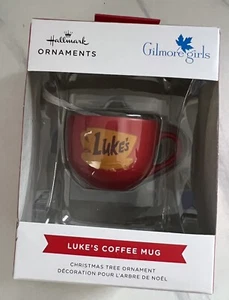 Hallmark
ORNAMENTS
Gilmore girls
Luke's
LUKE'S COFFEE MUG
CHRISTMAS TREE ORNAMENT
DÉCORATION POUR L'ARBRE DE NOËL